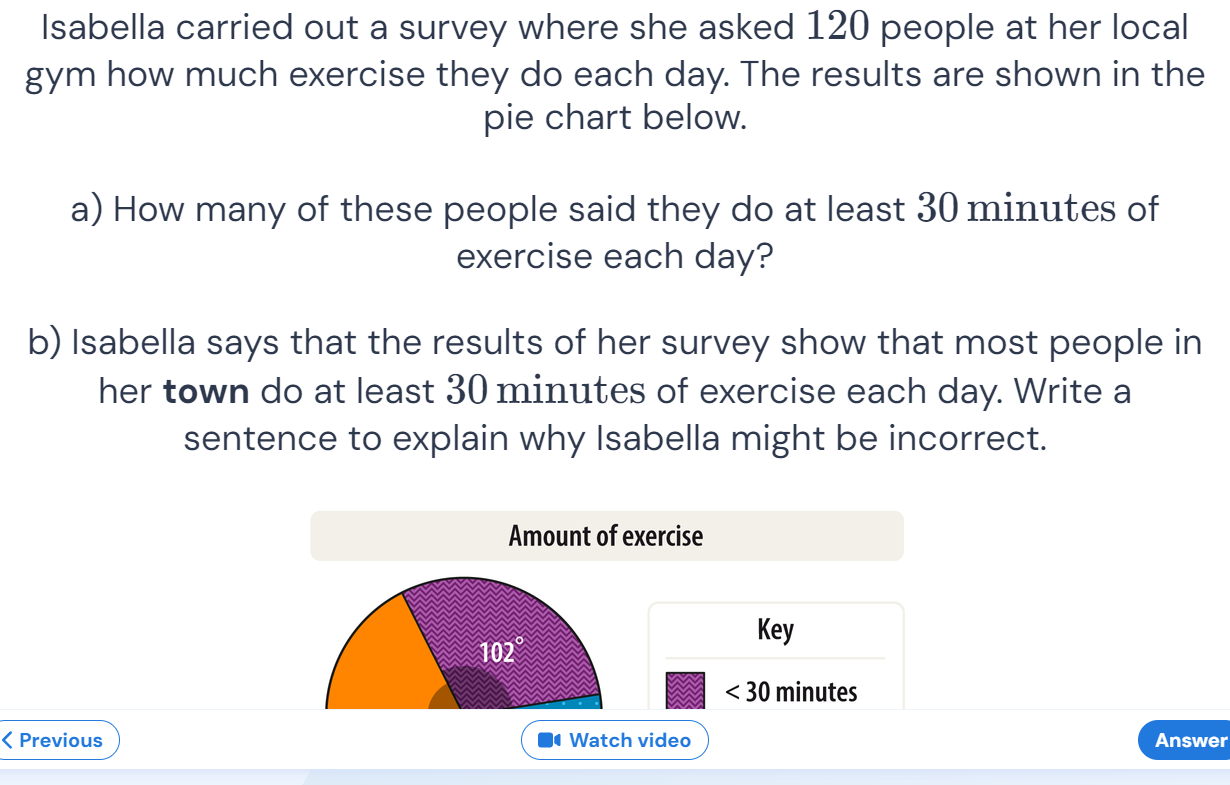 Isabella carried out a survey where she asked 120 people at her local
gym how much exercise they do each day. The results are shown in the
pie chart below.
a) How many of these people said they do at least 30 minutes of
exercise each day?
b) Isabella says that the results of her survey show that most people in
her town do at least 30 minutes of exercise each day. Write a
sentence to explain why Isabella might be incorrect.
Amount of exercise
102°
Key
< 30 minutes
Previous
Watch video
Answer